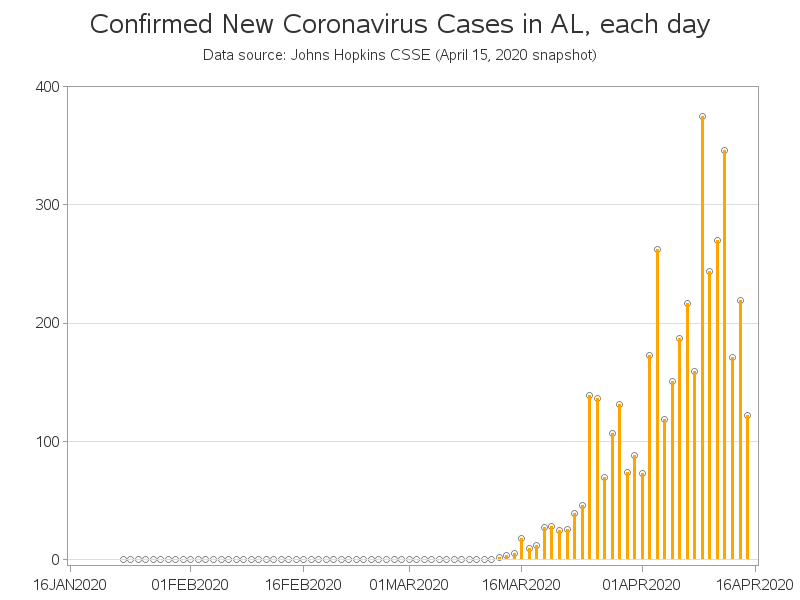 Confirmed New Coronavirus Cases in AL, each day
Data source: Johns Hopkins CSSE (April 15, 2020 snapshot)
400
300
200
100
0
16JAN2020 01FEB2020 16FEB2020 01MAR2020 16MAR2020 01APR2020 16APR2020